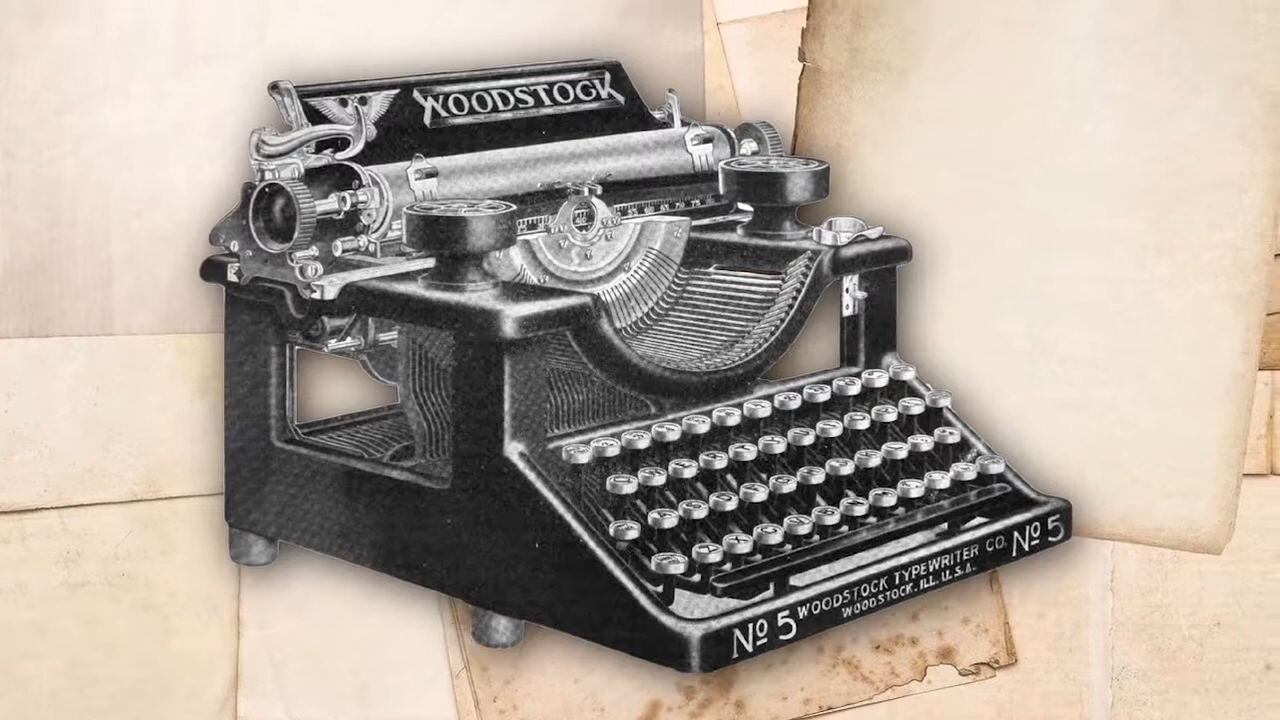 WOODSTOCK
Nº 5 WOODSTOCK TYPEWRITER CO. Nº 5
WOODSTOCK, ILL. U.S.A.